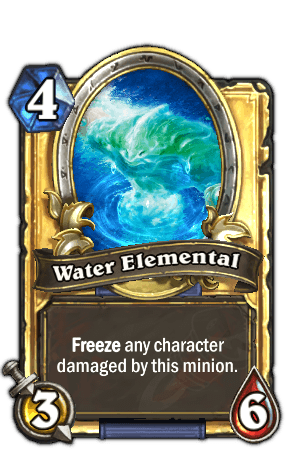 4
Water Elemental
Freeze any character
damaged by this minion.
3
6